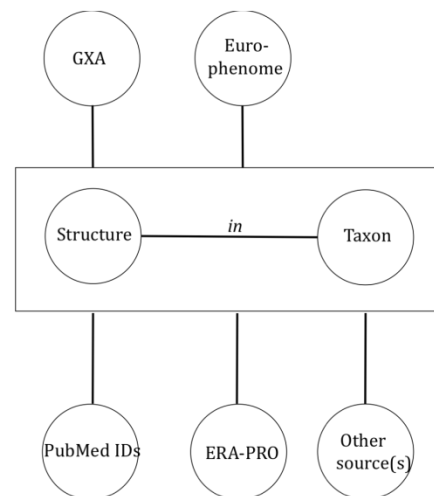 GXA
Euro-
phenome
Structure
in
Taxon
PubMed IDs
ERA-PRO
Other
source(s)